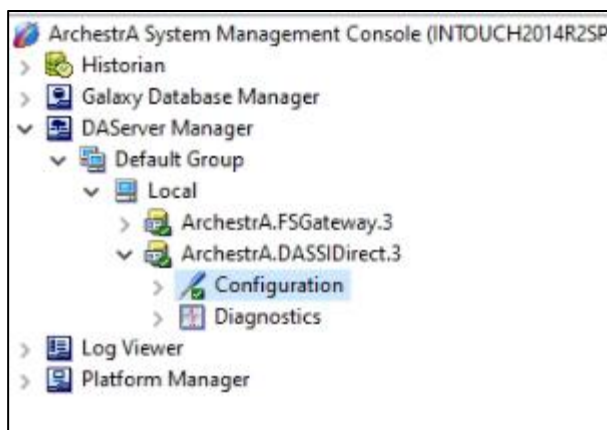 ArchestrA System Management Console (INTOUCH2014R2SP
Historian
Galaxy Database Manager
DAServer Manager
Default Group
Local
ArchestrA.FSGateway.3
ArchestrA.DASSIDirect.3
Configuration
Diagnostics
Log Viewer
Platform Manager